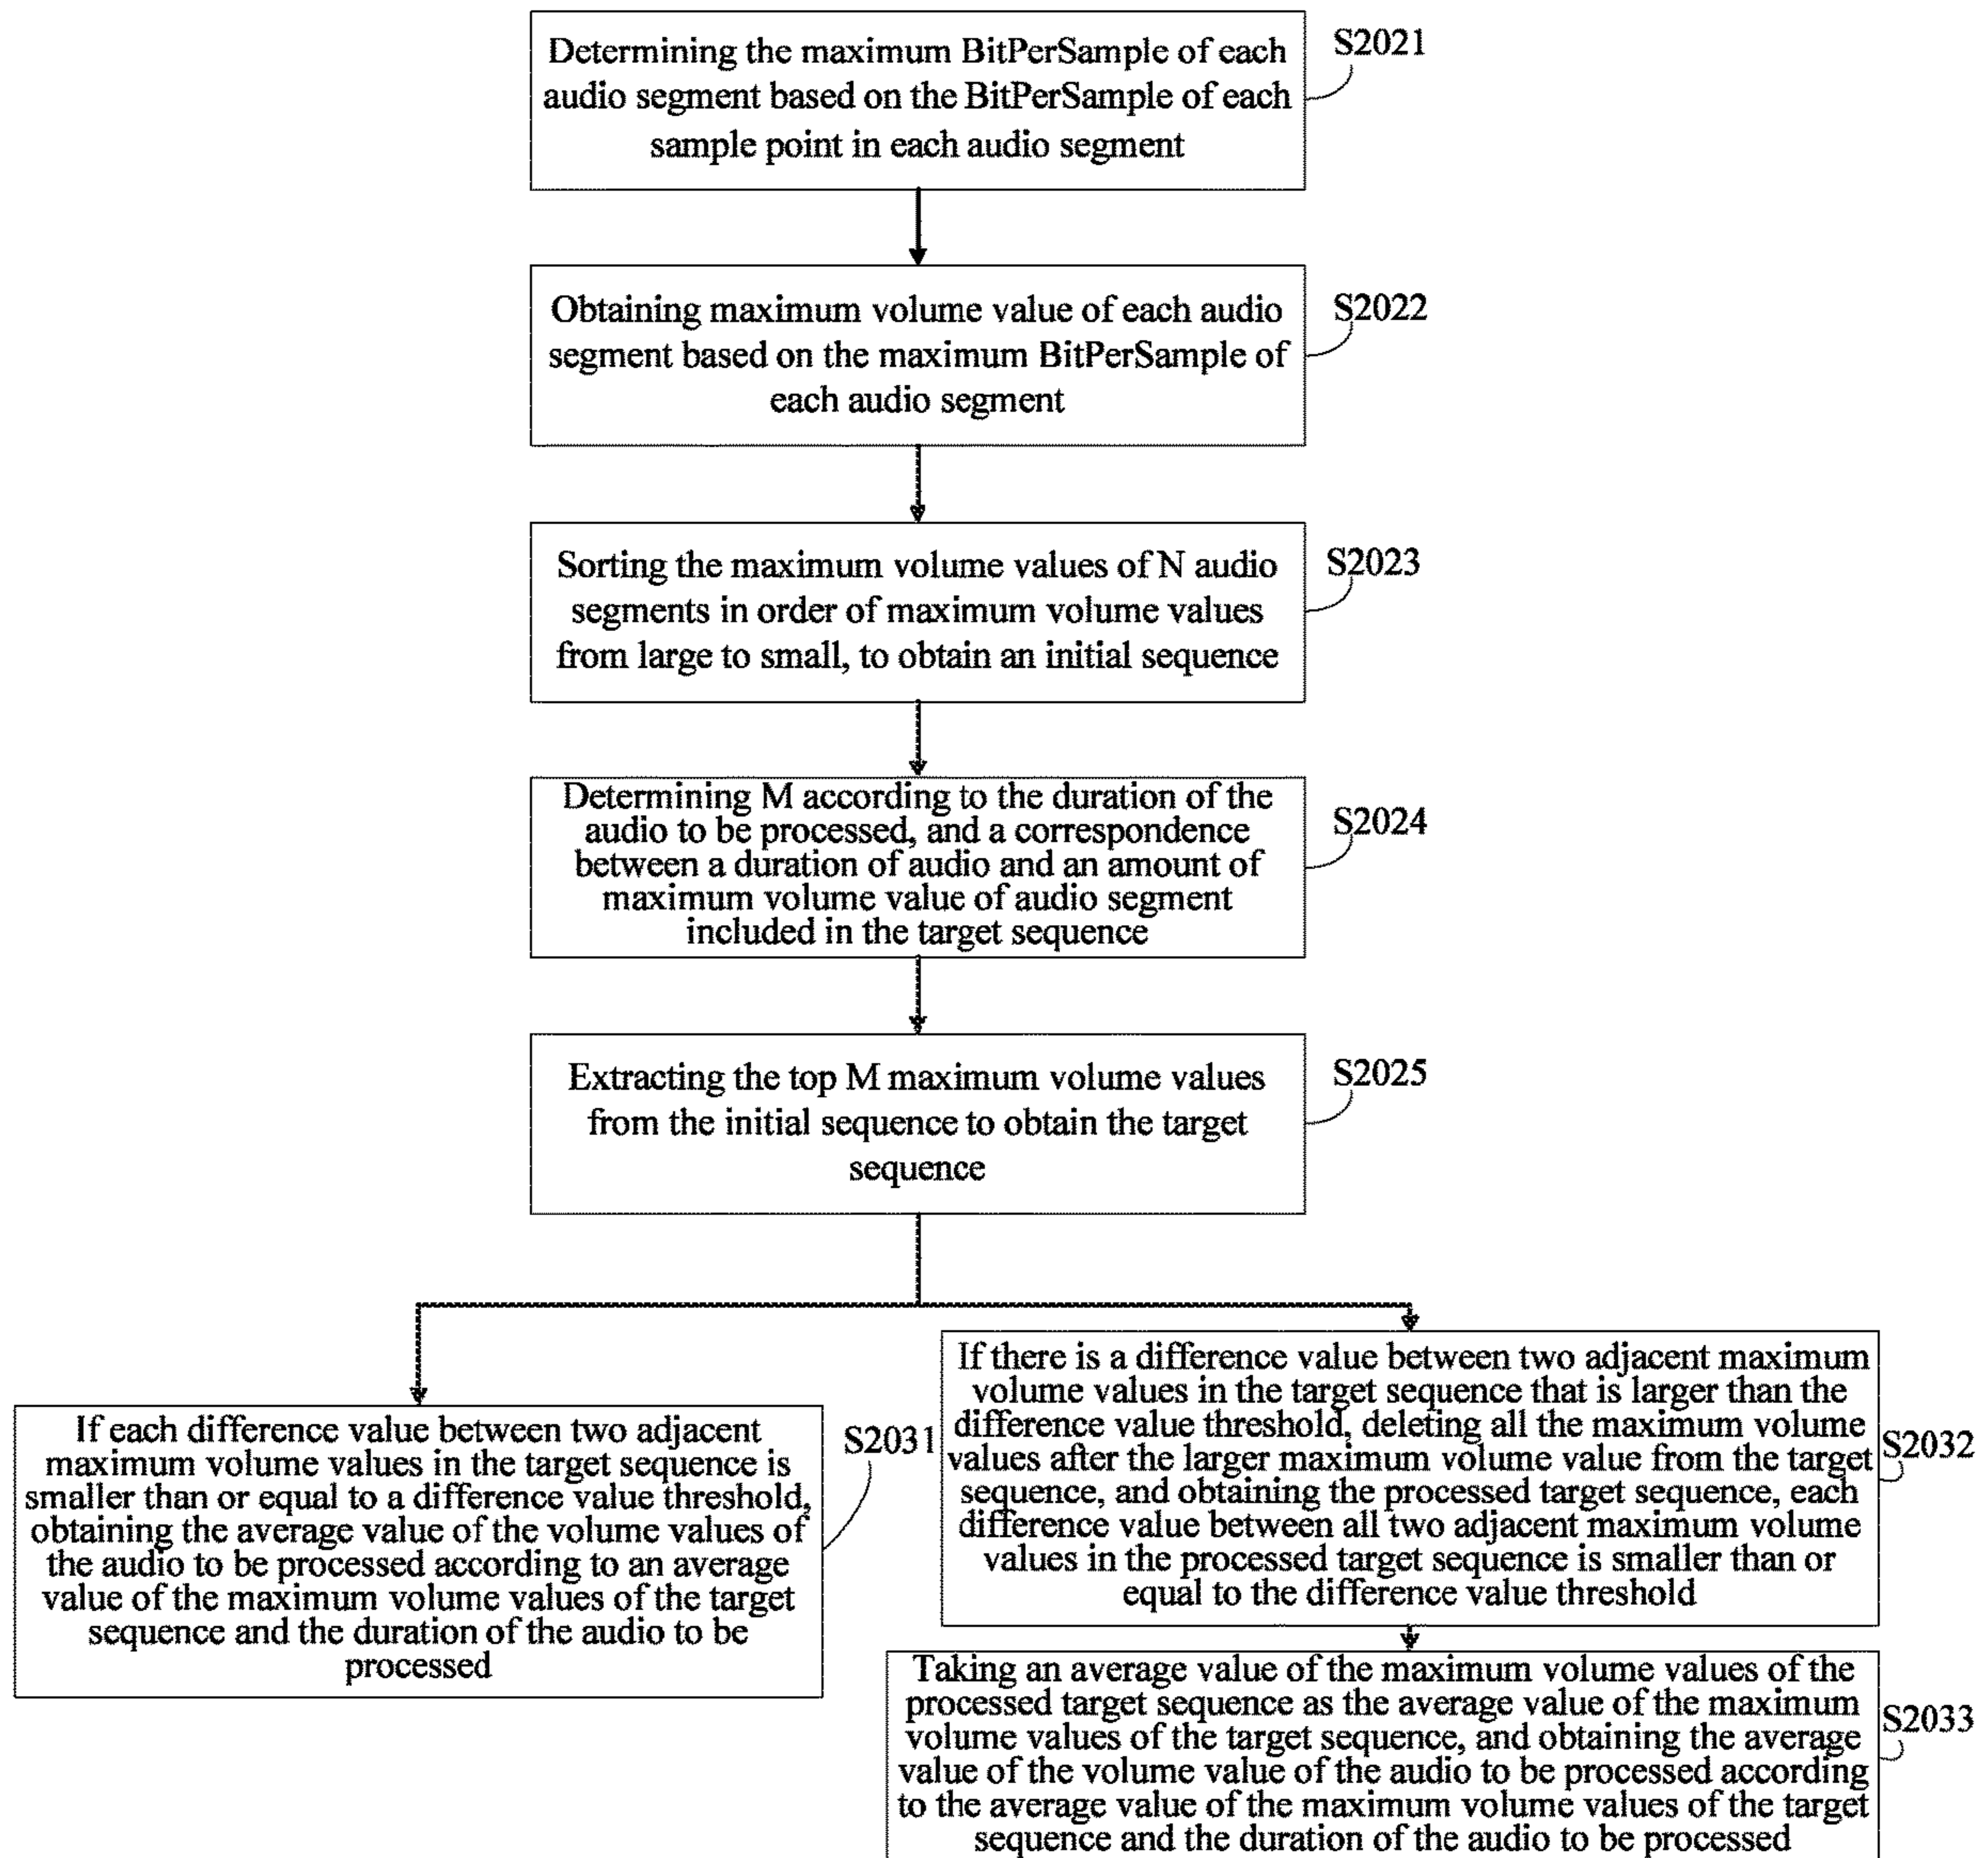 Determining the maximum BitPerSample of each
audio segment based on the BitPerSample of each
sample point in each audio segment
S2021
Obtaining maximum volume value of each audio
segment based on the maximum BitPerSample of
each audio segment
S2022
Sorting the maximum volume values of N audio
segments in order of maximum volume values
from large to small, to obtain an initial sequence
S2023
Determining M according to the duration of the
audio to be processed, and a correspondence
between a duration of audio and an amount of
maximum volume value of audio segment
included in the target sequence
S2024
Extracting the top M maximum volume values
from the initial sequence to obtain the target
sequence
S2025
If each difference value between two adjacent
maximum volume values in the target sequence is
smaller than or equal to a difference value threshold,
obtaining the average value of the volume values of
the audio to be processed according to an average
value of the maximum volume values of the target
sequence and the duration of the audio to be
processed
S2031
If there is a difference value between two adjacent maximum
volume values in the target sequence that is larger than the
difference value threshold, deleting all the maximum volume
values after the larger maximum volume value from the target
sequence, and obtaining the processed target sequence, each
difference value between all two adjacent maximum volume
values in the processed target sequence is smaller than or
equal to the difference value threshold
S2032
Taking an average value of the maximum volume values of the
processed target sequence as the average value of the maximum
volume values of the target sequence, and obtaining the average
value of the volume value of the audio to be processed according
to the average value of the maximum volume values of the target
sequence and the duration of the audio to be processed
S2033